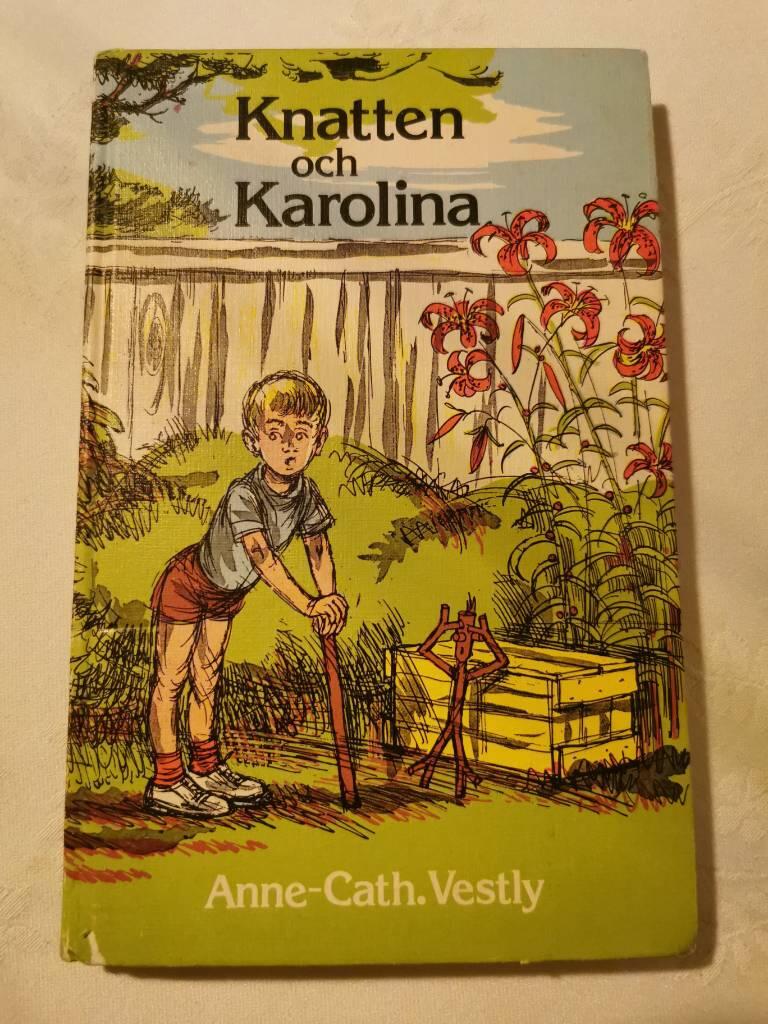 Knatten
och
Karolina
Anne-Cath. Vestly